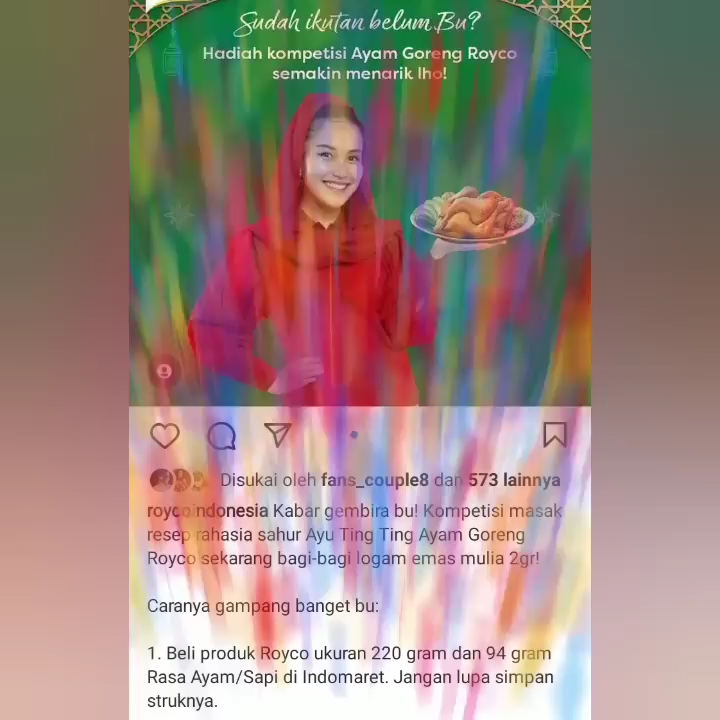 Sudah ikutan belum Bu?
Hadiah kompetisi Ayam Goreng Royco
semakin menarik lho!
Disukai oleh fans_couple8 dan 573 lainnya
roycoindonesia Kabar gembira bu! Kompetisi masak
resep rahasia sahur Ayu Ting Ting Ayam Goreng
Royco sekarang bagi-bagi logam emas mulia 2gr!
Caranya gampang banget bu:
1. Beli produk Royco ukuran 220 gram dan 94 gram
Rasa Ayam/Sapi di Indomaret. Jangan lupa simpan
struknya.